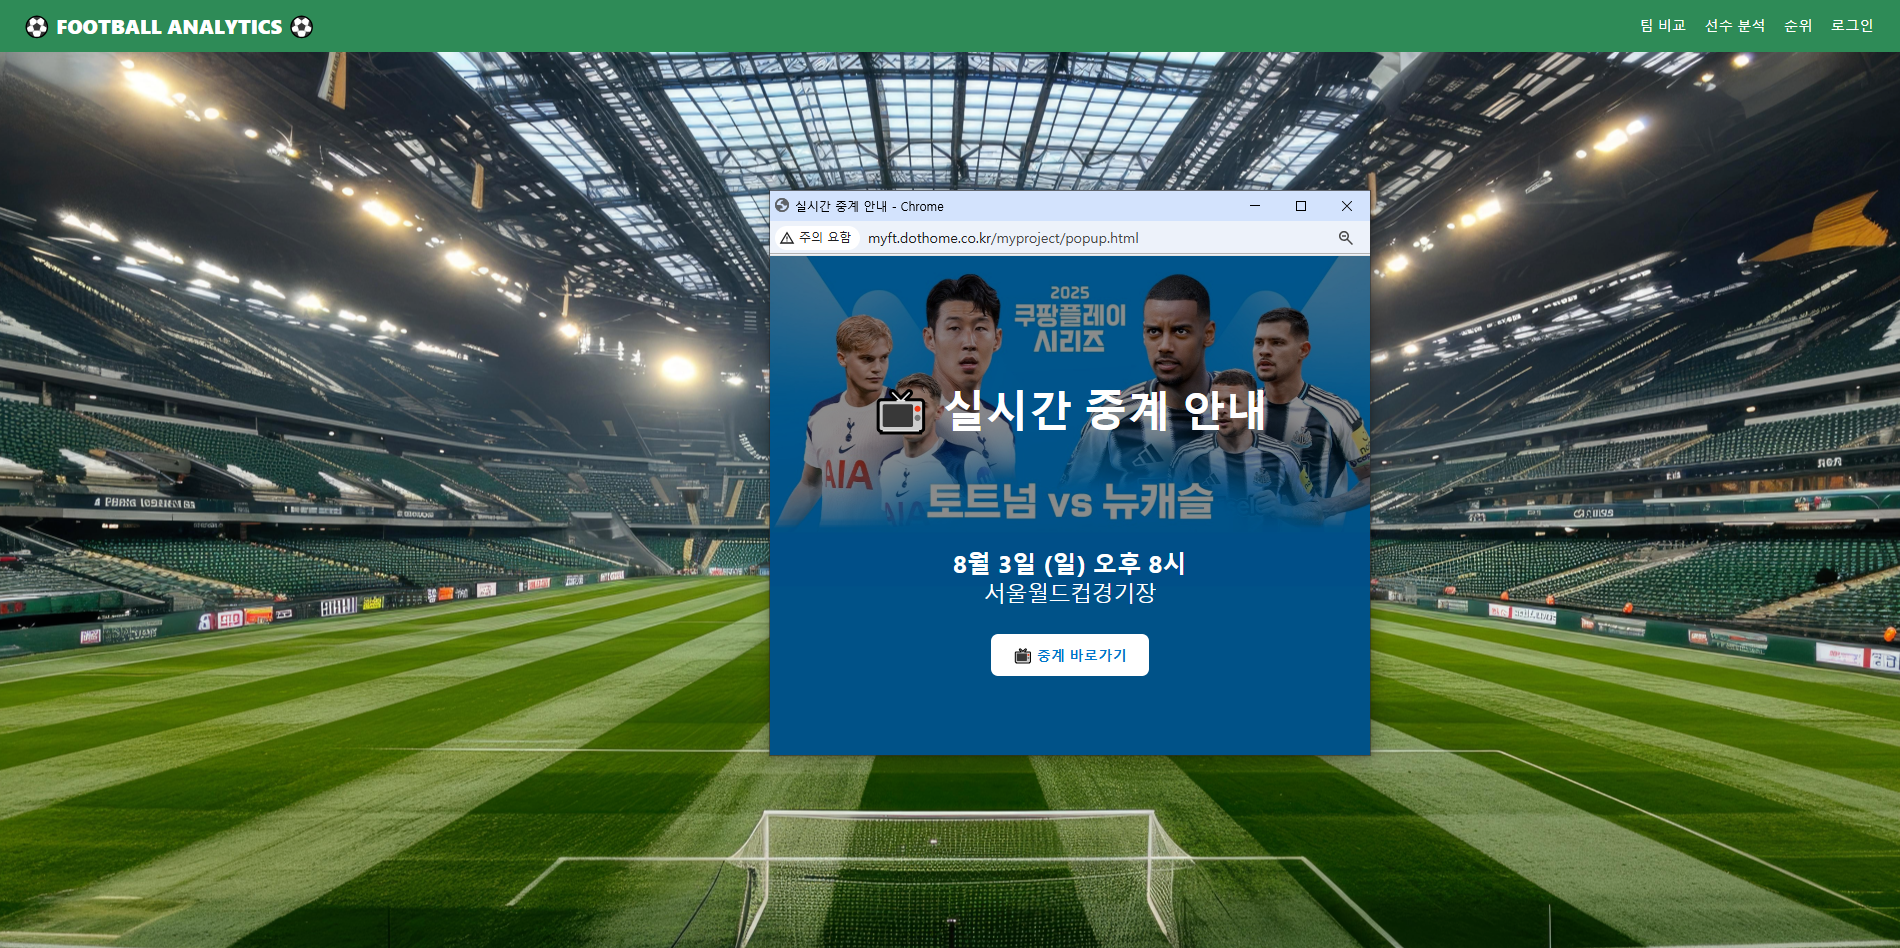 ⚽ FOOTBALL ANALYTICS ⚽
팀 비교 선수 분석 순위 로그인
실시간 중계 안내 - Chrome
주의 요함 myft.dothome.co.kr/myproject/popup.html
2025
쿠팡플레이
시리즈
📺 실시간 중계 안내
AIA
AIA
토트넘 vs 뉴캐슬
8월 3일 (일) 오후 8시
서울월드컵경기장
📺 중계 바로가기